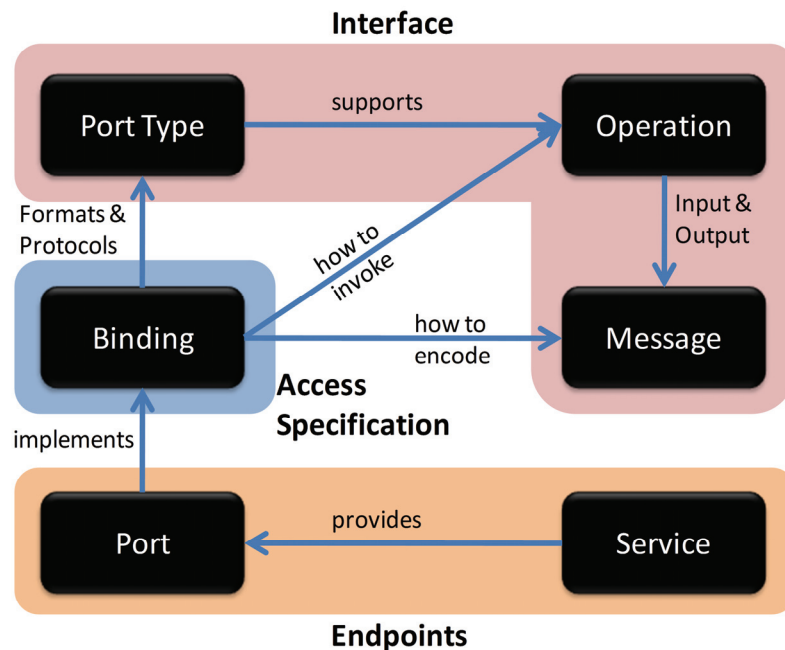 Interface
Port Type
supports
Operation
Formats &
Protocols
Input &
Output
how to
invoke
Binding
how to
encode
Message
Access
Specification
implements
Port
provides
Service
Endpoints